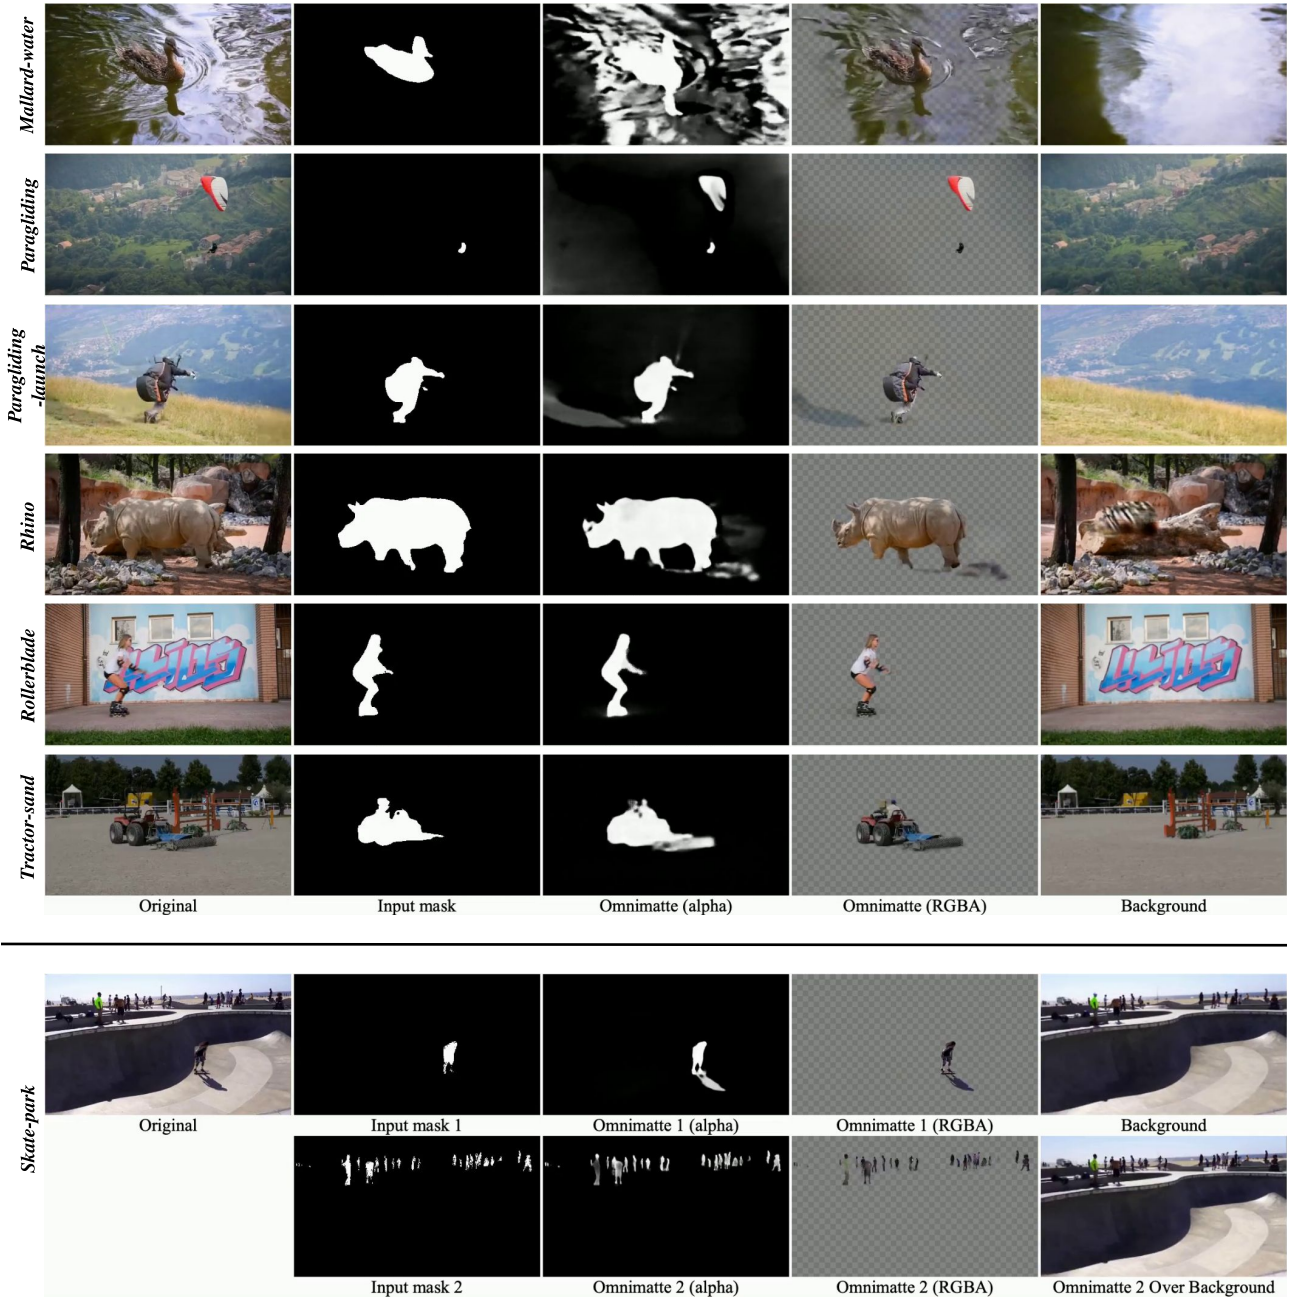 Mallard-water
Paragliding
Paragliding
-launch
Rhino
Rollerblade
Tractor-sand
Original
Input mask
Omnimatte (alpha)
Omnimatte (RGBA)
Background
Skate-park
Original
Input mask 1
Omnimatte 1 (alpha)
Omnimatte 1 (RGBA)
Background
Input mask 2
Omnimatte 2 (alpha)
Omnimatte 2 (RGBA)
Omnimatte 2 Over Background